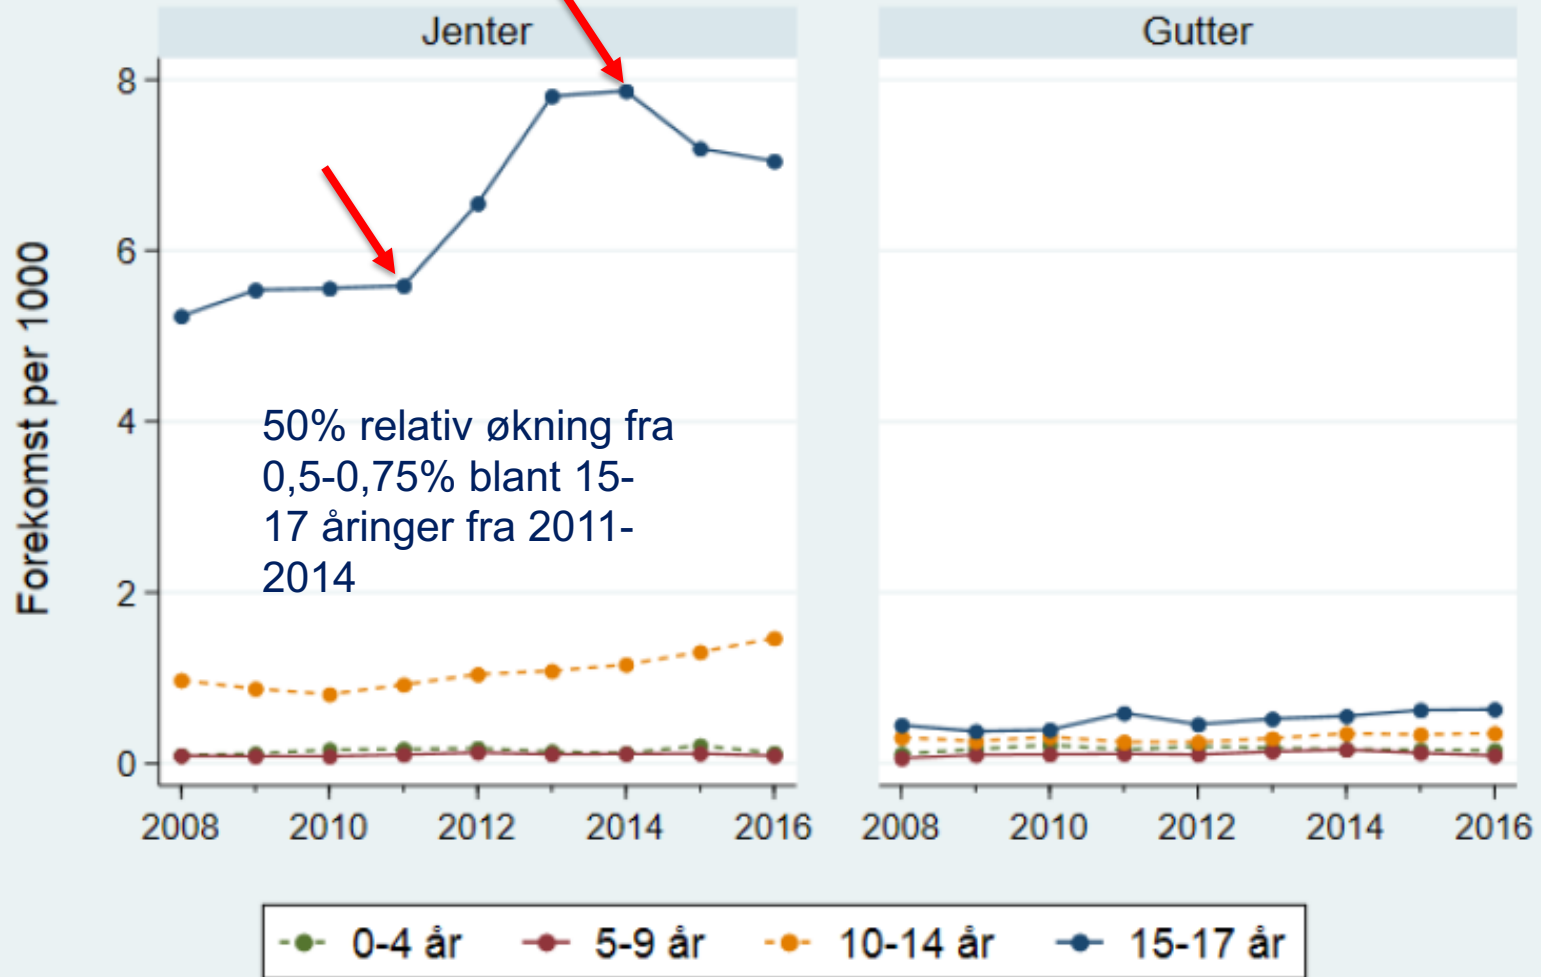 Jenter
Gutter
Forekomst per 1000
8
6
4
2
0
50% relativ økning fra
0,5-0,75% blant 15-
17 åringer fra 2011-
2014
2008 2010 2012 2014 2016
2008 2010 2012 2014 2016
0-4 år 5-9 år 10-14 år 15-17 år